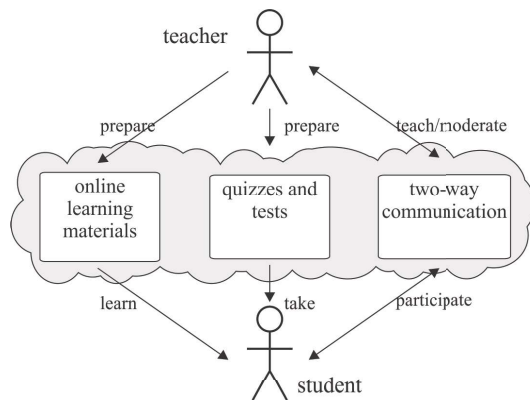 teacher
prepare
prepare
teach/moderate
online
learning
materials
quizzes and
tests
two-way
communication
learn
take
participate
student